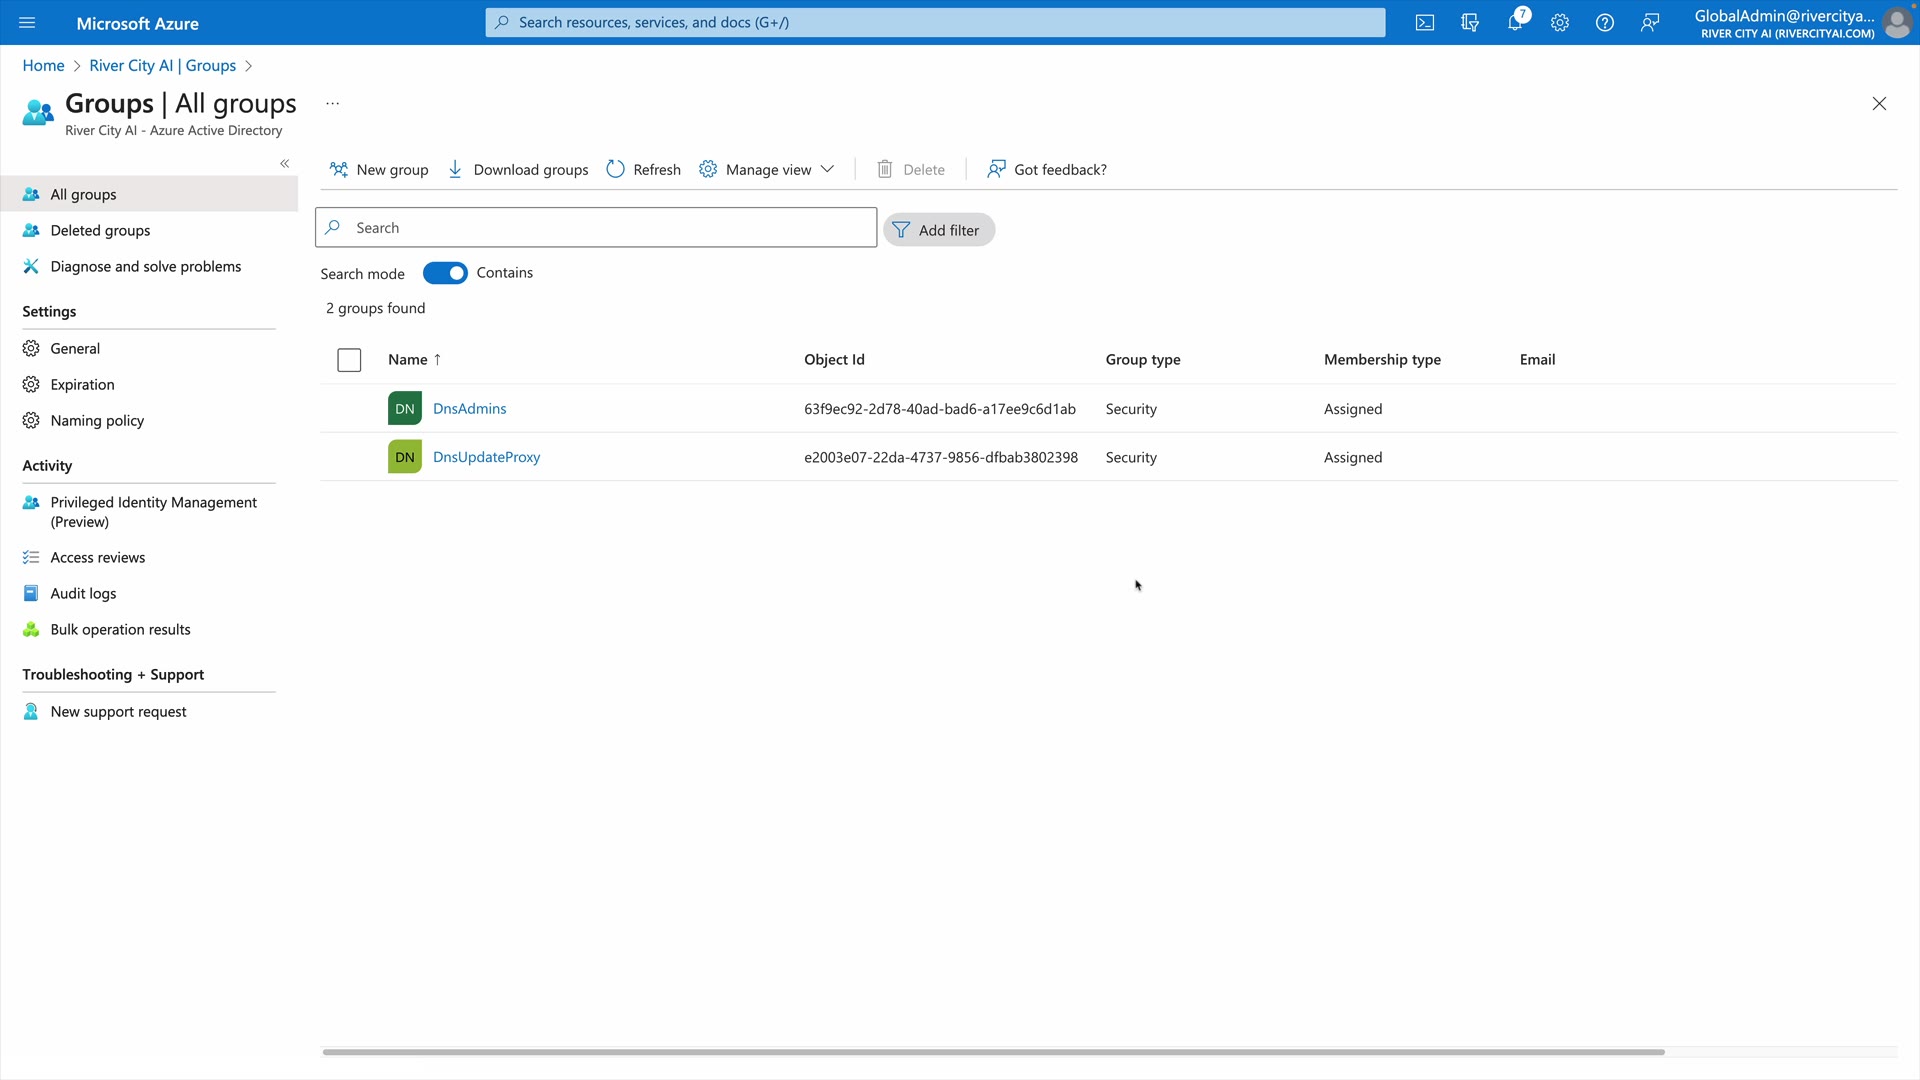 Microsoft Azure
Search resources, services, and docs (G+/)
7
GlobalAdmin@rivercitya...
RIVER CITY AI (RIVERCITYAI.COM)
Home > River City AI | Groups >
Groups | All groups ...
River City AI - Azure Active Directory
«
All groups
Deleted groups
Diagnose and solve problems
Settings
General
Expiration
Naming policy
Activity
Privileged Identity Management
(Preview)
Access reviews
Audit logs
Bulk operation results
Troubleshooting + Support
New support request
New group Download groups Refresh Manage view Delete Got feedback?
Search
Add filter
Search mode Contains
2 groups found
Name ↑ Object Id Group type Membership type Email
DN DnsAdmins 63f9ec92-2d78-40ad-bad6-a17ee9c6d1ab Security Assigned
DN DnsUpdateProxy e2003e07-22da-4737-9856-dfbab3802398 Security Assigned